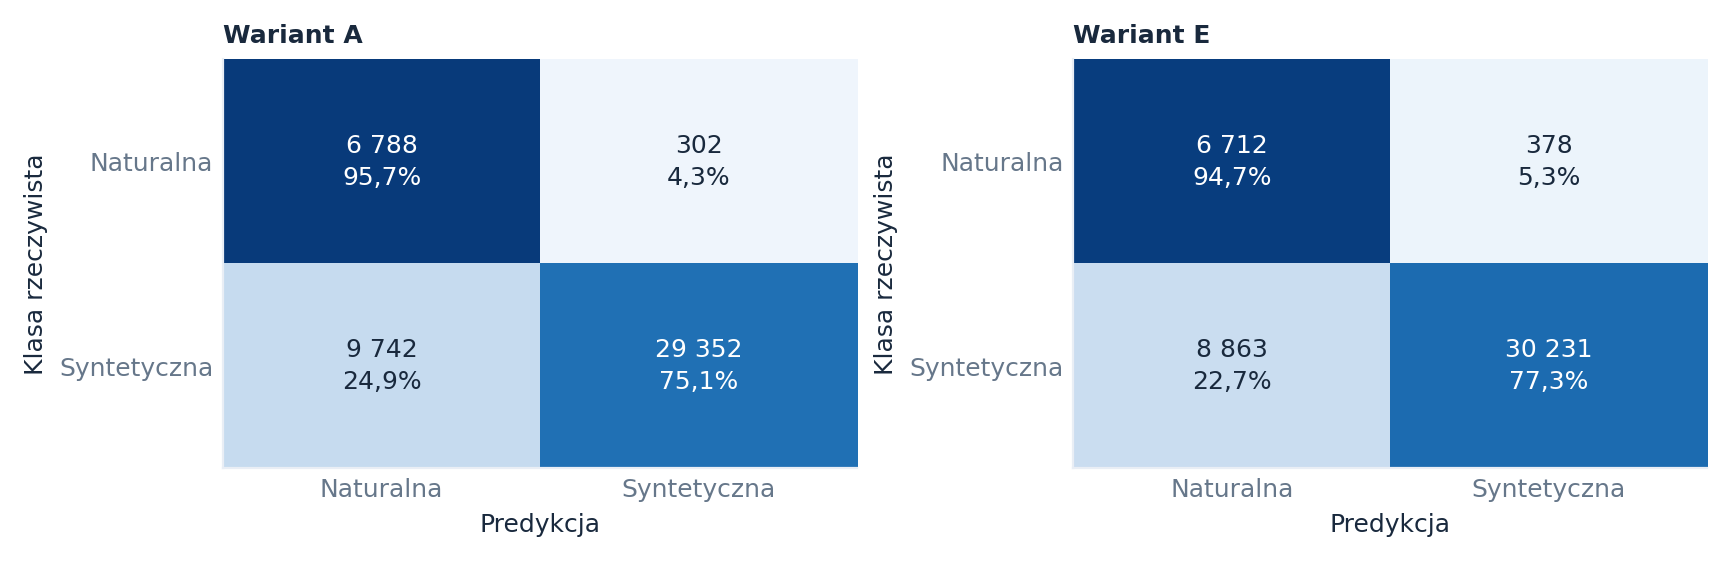 Wariant A
Klasa rzeczywista
Naturalna
6 788
95,7%
302
4,3%
Syntetyczna
9 742
24,9%
29 352
75,1%
Naturalna
Syntetyczna
Predykcja
Wariant E
Klasa rzeczywista
Naturalna
6 712
94,7%
378
5,3%
Syntetyczna
8 863
22,7%
30 231
77,3%
Naturalna
Syntetyczna
Predykcja